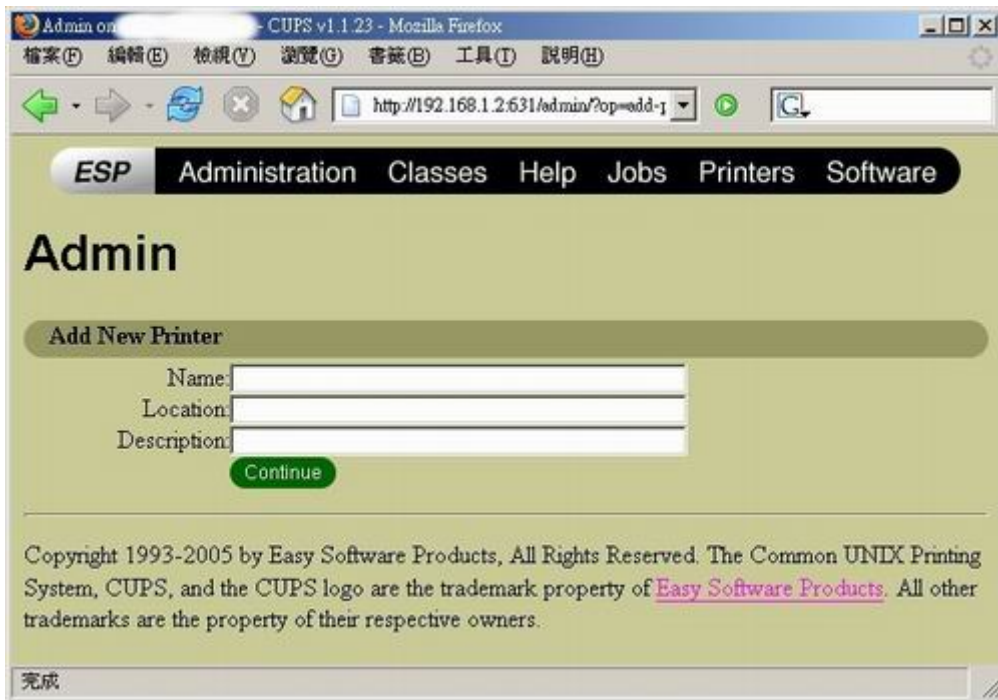 Admin on - CUPS v1.1.23 - Mozilla Firefox
檔案(F) 編輯(E) 檢視(V) 瀏覽(G) 書籤(B) 工具(T) 說明(H)
http://192.168.1.2:631/admin/?op=add-p
G
ESP Administration Classes Help Jobs Printers Software
Admin
Add New Printer
Name:
Location:
Description:
Continue
Copyright 1993-2005 by Easy Software Products, All Rights Reserved. The Common UNIX Printing
System, CUPS, and the CUPS logo are the trademark property of Easy Software Products. All other
trademarks are the property of their respective owners.
完成